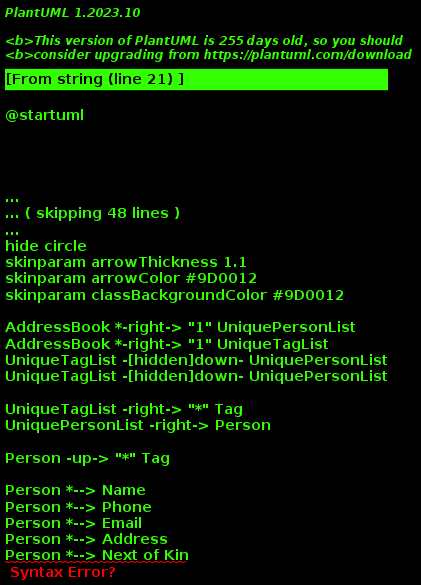 PlantUML 1.2023.10
<b>This version of PlantUML is 255 days old, so you should
<b>consider upgrading from https://plantuml.com/download
[From string (line 21) ]
@startuml
...
... ( skipping 48 lines )
...
hide circle
skinparam arrowThickness 1.1
skinparam arrowColor #9D0012
skinparam classBackgroundColor #9D0012
AddressBook *-right-> "1" UniquePersonList
AddressBook *-right-> "1" UniqueTagList
UniqueTagList -[hidden]down- UniquePersonList
UniqueTagList -[hidden]down- UniquePersonList
UniqueTagList -right-> "*" Tag
UniquePersonList -right-> Person
Person -up-> "*" Tag
Person *--> Name
Person *--> Phone
Person *--> Email
Person *--> Address
Person *--> Next of Kin
Syntax Error?